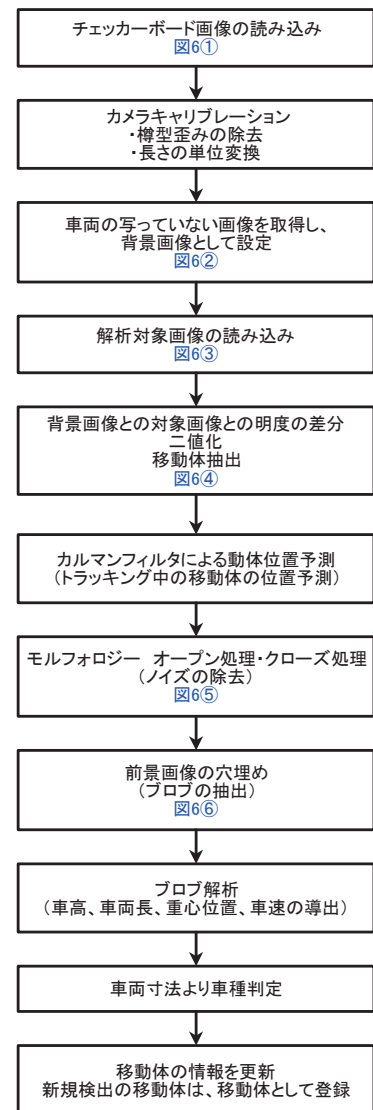 チェッカーボード画像の読み込み
図6①
カメラキャリブレーション
・樽型歪みの除去
・長さの単位変換
車両の写っていない画像を取得し、
背景画像として設定
図6②
解析対象画像の読み込み
図6③
背景画像との対象画像との明度の差分
二値化
移動体抽出
図6④
カルマンフィルタによる動体位置予測
(トラッキング中の移動体の位置予測)
モルフォロジー　オープン処理・クローズ処理
(ノイズの除去)
図6⑤
前景画像の穴埋め
(ブロブの抽出)
図6⑥
ブロブ解析
(車高、車両長、重心位置、車速の導出)
車両寸法より車種判定
移動体の情報を更新
新規検出の移動体は、移動体として登録